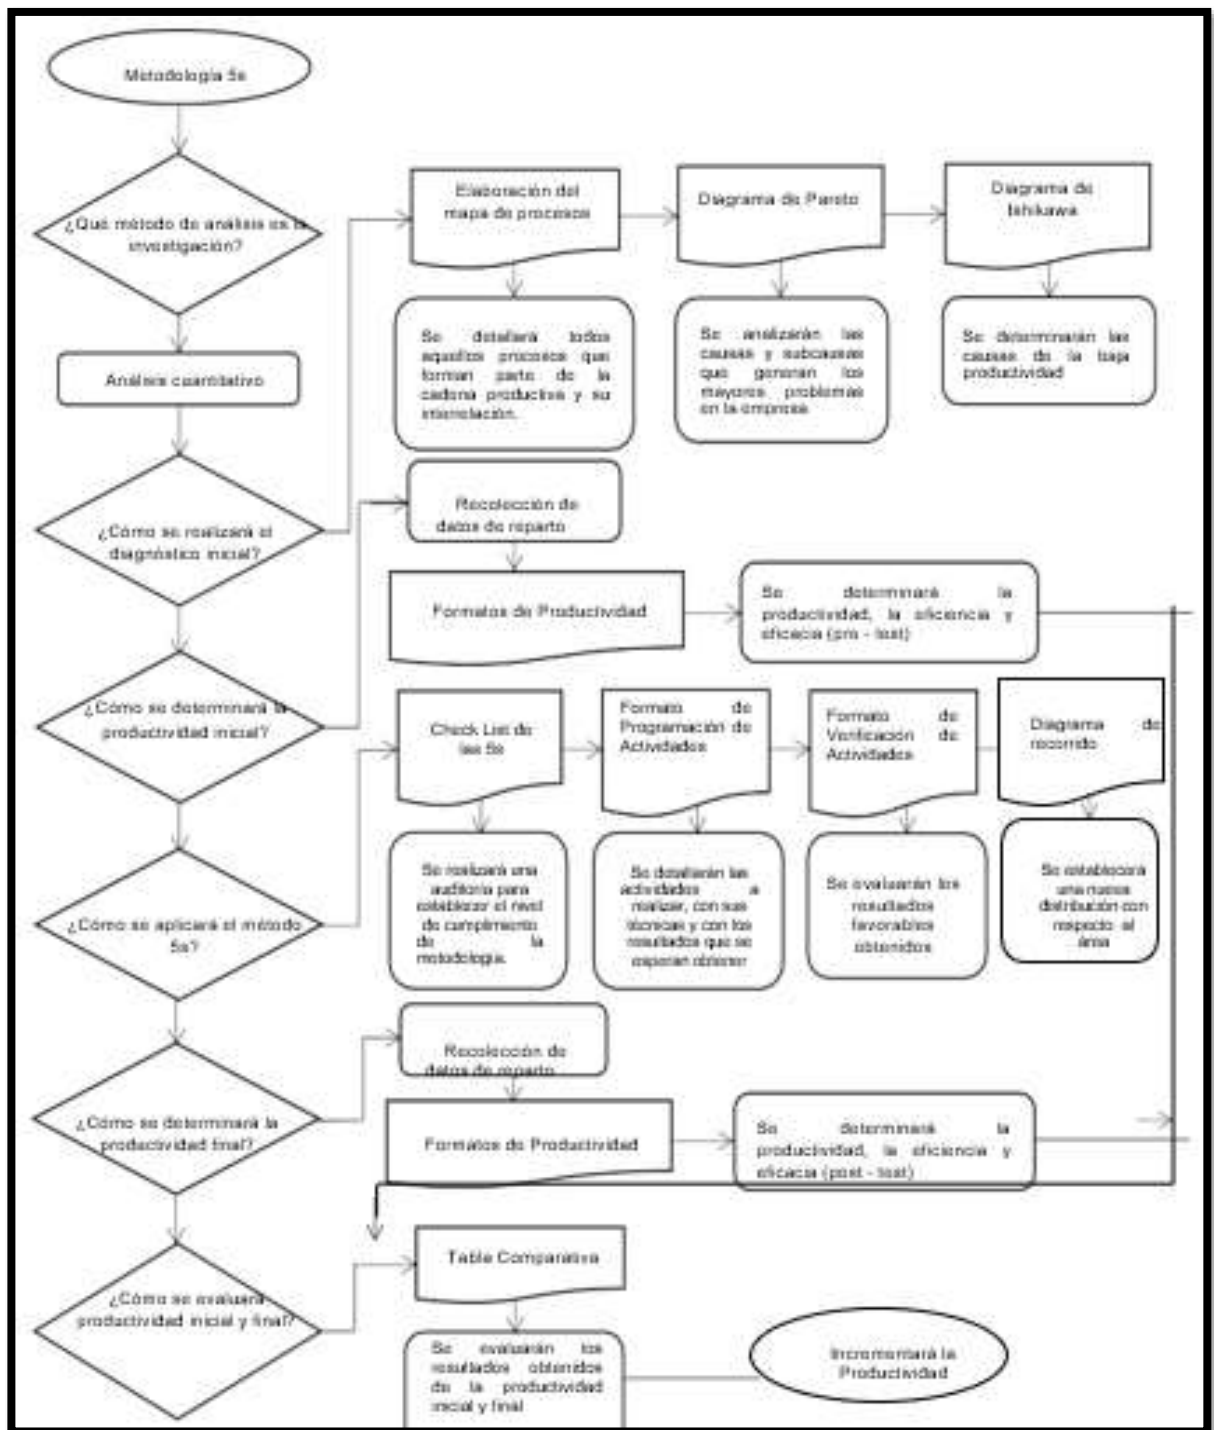 Metodología 5s
¿Qué método de análisis es la
investigación?
Análisis cuantitativo
¿Cómo se realizará el
diagnóstico inicial?
Elaboración del
mapa de procesos
Diagrama de Pareto
Diagrama de
Ishikawa
Se detallará todos
aquellos procesos que
forman parte de la
cadena productiva y su
interrelación.
Se analizarán las
causas y subcausas
que generan los
mayores problemas
en la empresa
Se determinarán las
causas de la baja
productividad
¿Cómo se determinará la
productividad inicial?
Recolección de
datos de reparto
Formatos de Productividad
Se determinará la
productividad, la eficiencia y
eficacia (pre - test)
¿Cómo se aplicará el método
5s?
Check List de
las 5s
Formato de
Programación de
Actividades
Formato de
Verificación de
Actividades
Diagrama de
recorrido
Se realizará una
auditoría para
establecer el nivel
de cumplimiento
de la
metodología.
Se detallarán las
actividades a
realizar, con sus
técnicas y con los
resultados que se
esperan obtener
Se evaluarán los
resultados
favorables
obtenidos
Se establecerá
una nueva
distribución con
respecto al
área
¿Cómo se determinará la
productividad final?
Recolección de
datos de reparto
Formatos de Productividad
Se determinará la
productividad, la eficiencia y
eficacia (post - test)
¿Cómo se evaluará
productividad inicial y final?
Tabla Comparativa
Se evaluarán los
resultados obtenidos
de la productividad
inicial y final
Incrementará la
Productividad